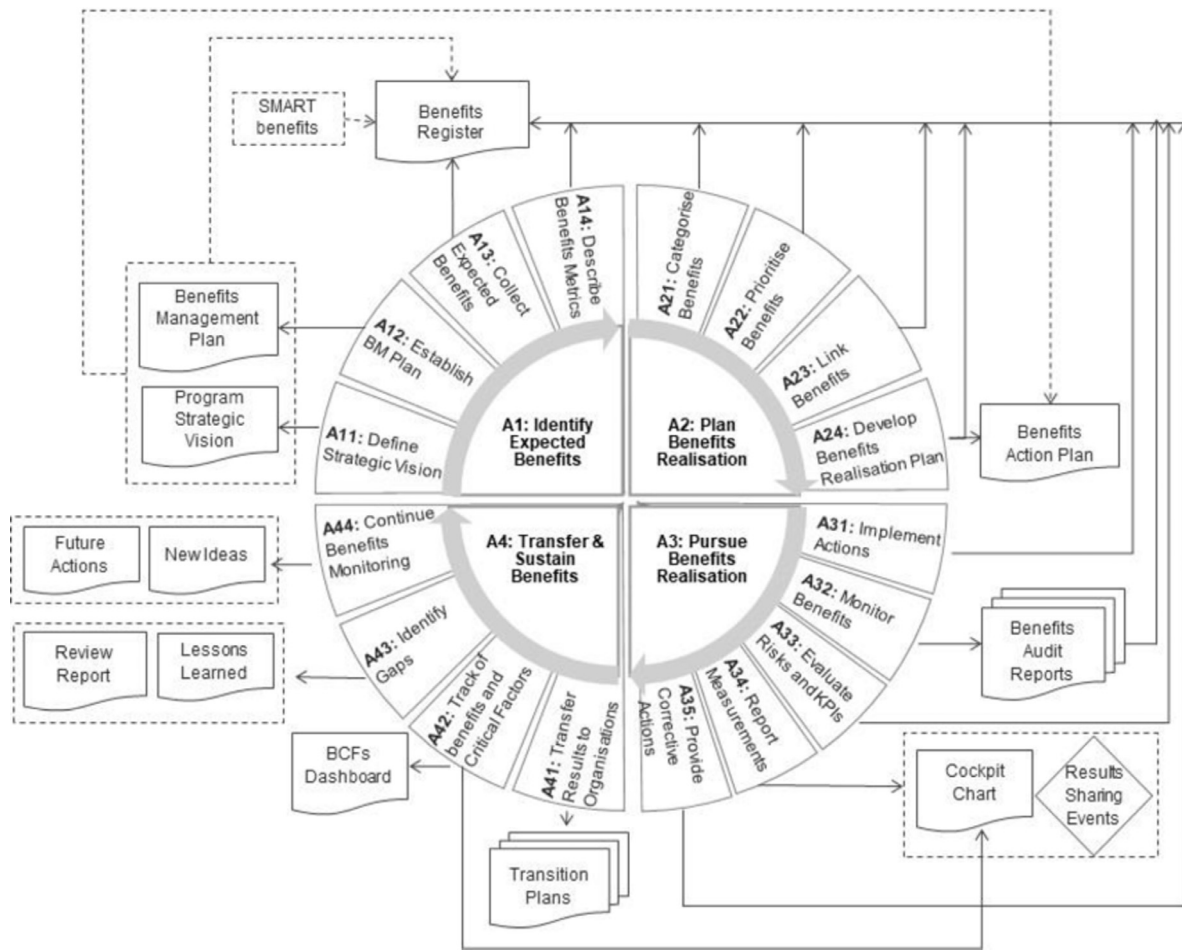 SMART
benefits
Benefits
Register
A11: Define
Strategic Vision
A12: Establish
BM Plan
A13: Collect
Expected
Benefits
A14: Describe
Benefits Metrics
A21: Categorise
Benefits
A22: Prioritise
Benefits
A23: Link
Benefits
A24: Develop
Benefits
Realisation Plan
Benefits
Management
Plan
Program
Strategic
Vision
A1: Identify
Expected
Benefits
A2: Plan
Benefits
Realisation
Benefits
Action Plan
A4: Transfer &
Sustain
Benefits
A3: Pursue
Benefits
Realisation
A31: Implement
Actions
A32: Monitor
Benefits
A33: Evaluate
Risks and KPIs
A34: Report
Measurements
A35: Provide
Corrective
Actions
A41: Transfer
Results to
Organisations
A42: Track of
benefits and
Critical Factors
A43: Identify
Gaps
A44: Continue
Benefits
Monitoring
Future
Actions
New Ideas
Review
Report
Lessons
Learned
BCFs
Dashboard
Transition
Plans
Benefits
Audit
Reports
Cockpit
Chart
Results
Sharing
Events